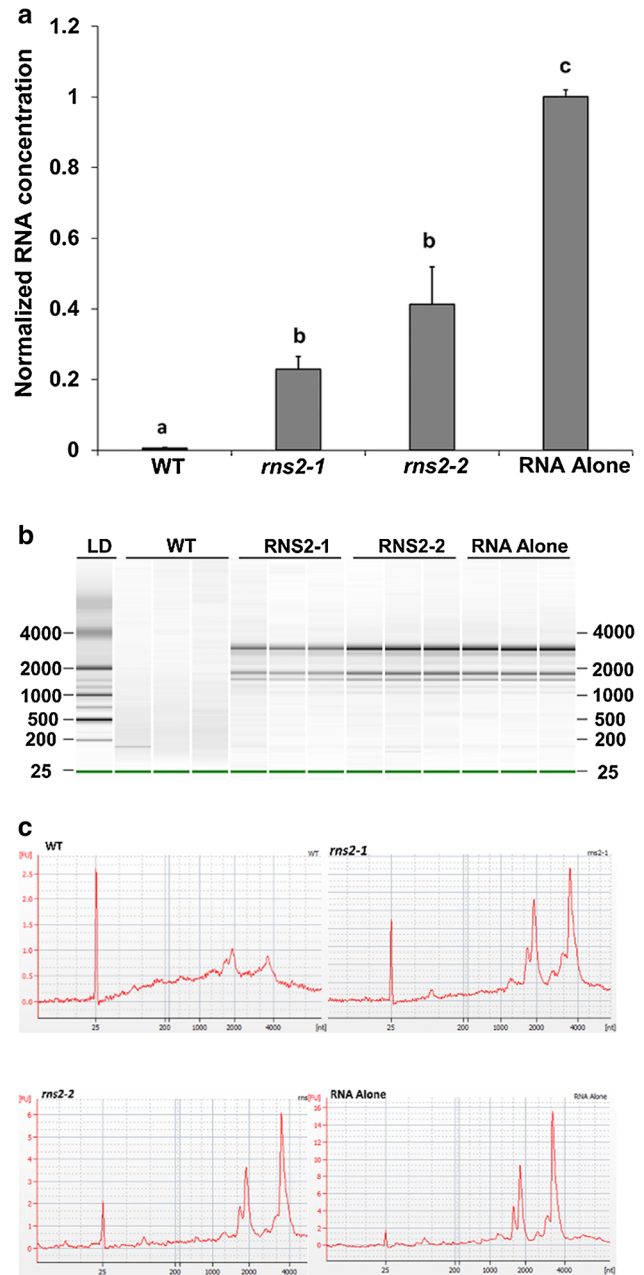 a
Normalized RNA concentration
1.2
1
0.8
0.6
0.4
0.2
0
a
b
b
c
WT
rns2-1
rns2-2
RNA Alone
b
LD
WT
RNS2-1
RNS2-2
RNA Alone
4000
2000
1000
500
200
25
4000
2000
1000
500
200
25
c
WT
[FU]
WT
2.5
2.0
1.5
1.0
0.5
0.0
25
200
1000
2000
4000
[nt]
rns2-1
rns2-1
25
200
1000
2000
4000
[nt]
rns2-2
[FU]
rns
6
5
4
3
2
1
0
25
200
1000
2000
4000
[nt]
RNA Alone
[FU]
RNA Alone
16
14
12
10
8
6
4
2
0
25
200
1000
2000
4000
[nt]